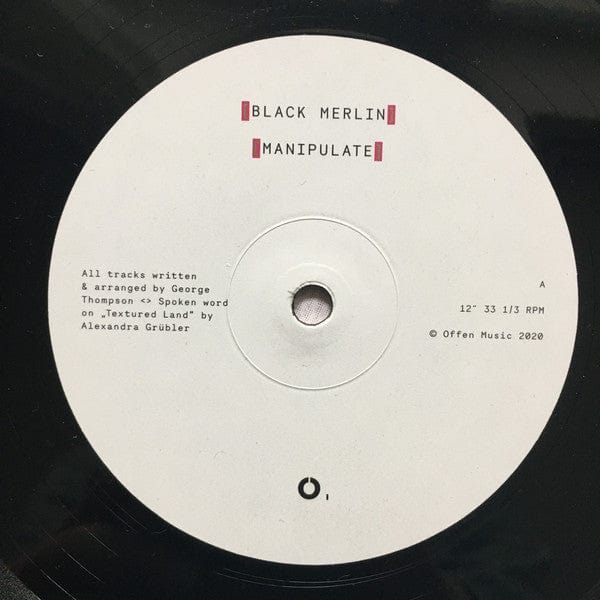 BLACK MERLIN
MANIPULATE
All tracks written
& arranged by George
Thompson <> Spoken word
on „Textured Land” by
Alexandra Grübler
A
12″ 33 1/3 RPM
© Offen Music 2020